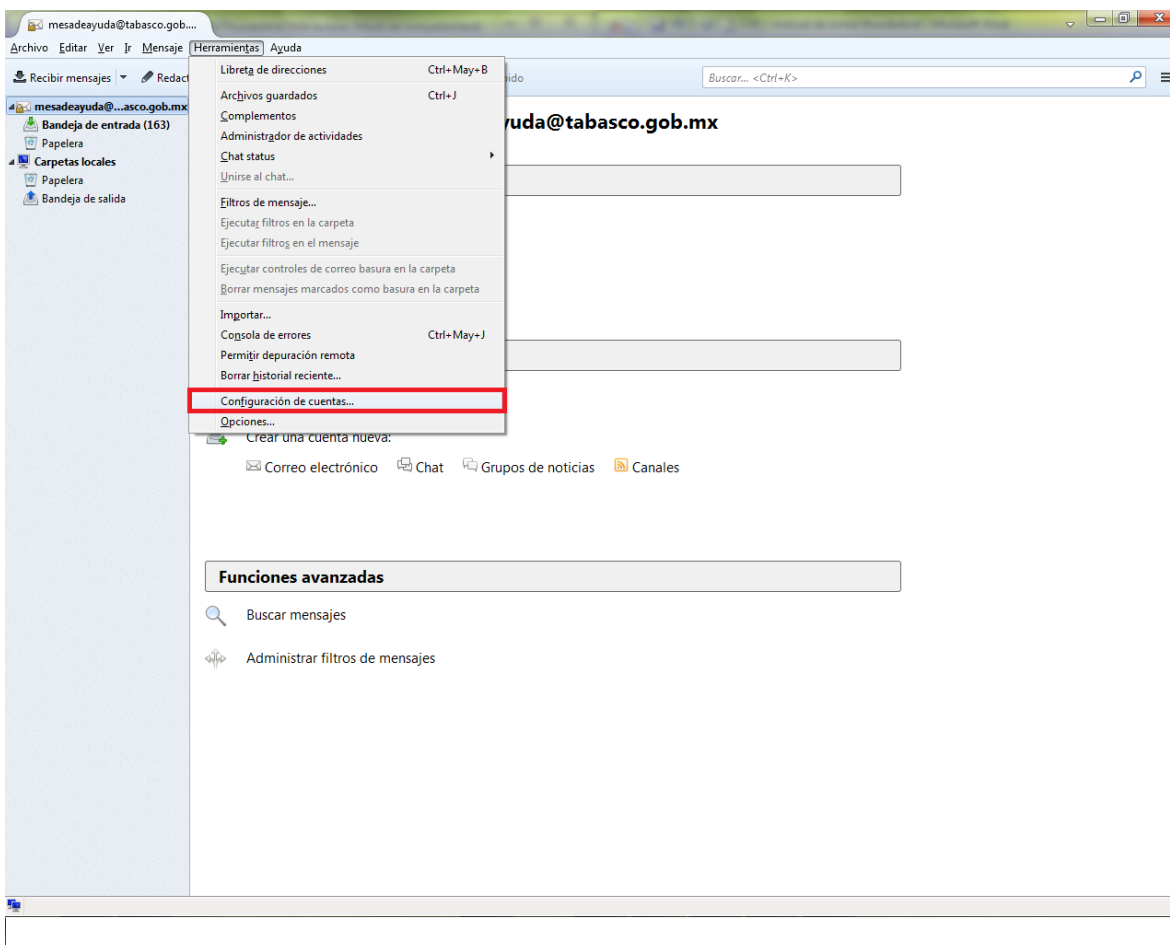 mesadeayuda@tabasco.gob....
Archivo Editar Ver Ir Mensaje Herramientas Ayuda
Recibir mensajes Redact
Buscar... <Ctrl+K>
mesadeayuda@...asco.gob.mx
Bandeja de entrada (163)
Papelera
Carpetas locales
Papelera
Bandeja de salida
Libreta de direcciones Ctrl+May+B
Archivos guardados Ctrl+J
Complementos
Administrador de actividades
Chat status
Unirse al chat...
Filtros de mensaje...
Ejecutar filtros en la carpeta
Ejecutar filtros en el mensaje
Ejecutar controles de correo basura en la carpeta
Borrar mensajes marcados como basura en la carpeta
Importar...
Consola de errores Ctrl+May+J
Permitir depuración remota
Borrar historial reciente...
Configuración de cuentas...
Opciones...
yuda@tabasco.gob.mx
Crear una cuenta nueva:
Correo electrónico Chat Grupos de noticias Canales
Funciones avanzadas
Buscar mensajes
Administrar filtros de mensajes